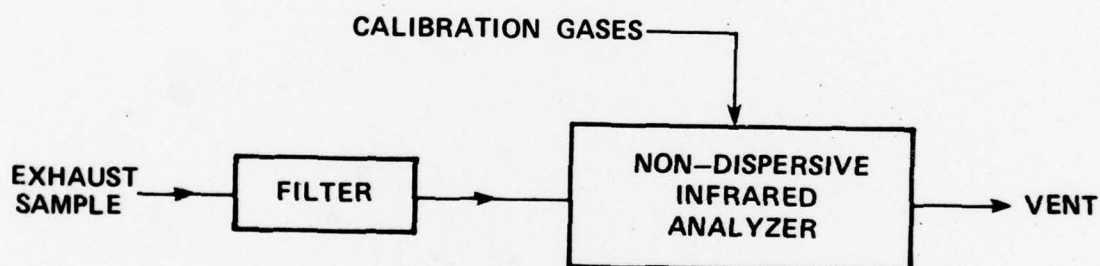 CALIBRATION GASES
EXHAUST
SAMPLE
FILTER
NON–DISPERSIVE
INFRARED
ANALYZER
VENT